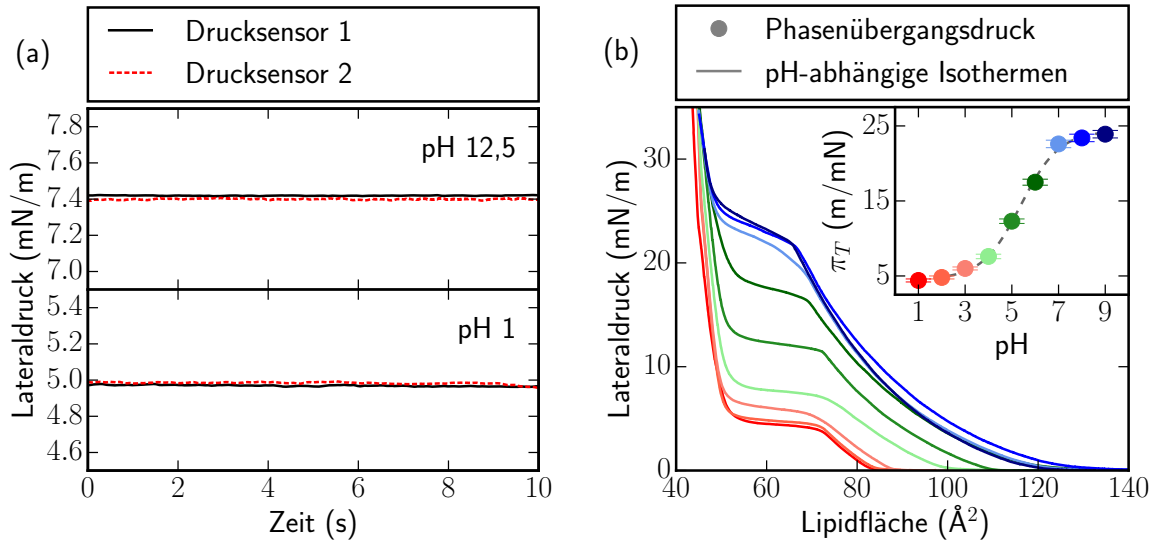 (a)
Drucksensor 1
Drucksensor 2
Lateraldruck (mN/m)
7.8
7.6
7.4
7.2
7.0
pH 12,5
5.4
5.2
5.0
4.8
4.6
pH 1
0 2 4 6 8 10
Zeit (s)
(b)
Phasenübergangsdruck
pH-abhängige Isothermen
Lateraldruck (mN/m)
30
20
10
0
40 60 80 100 120 140
Lipidfläche (Å²)
π_T (m/mN)
25
15
5
1 3 5 7 9
pH